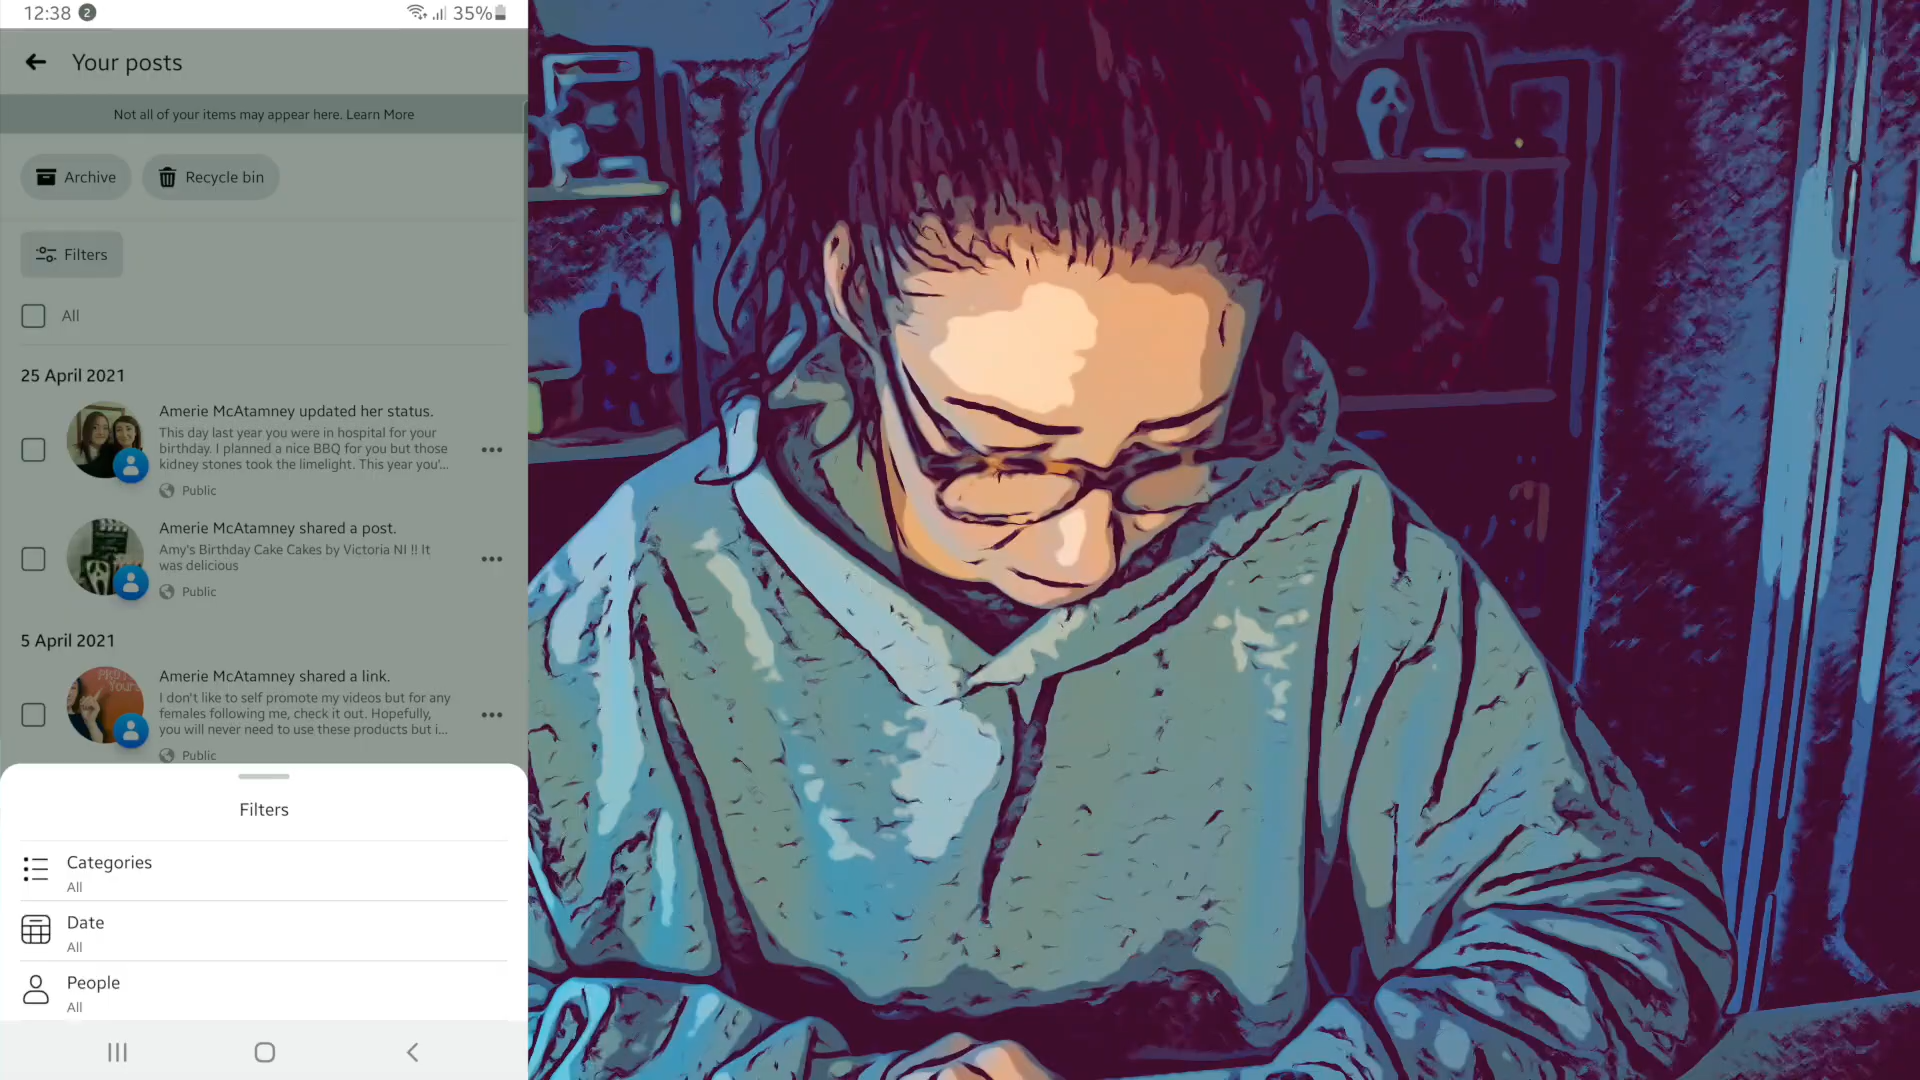 12:38 2 35%
Your posts
Not all of your items may appear here. Learn More
Archive Recycle bin
Filters
All
25 April 2021
Amerie McAtamney updated her status.
This day last year you were in hospital for your
birthday. I planned a nice BBQ for you but those
kidney stones took the limelight. This year you'...
Public
Amerie McAtamney shared a post.
Amy's Birthday Cake Cakes by Victoria NI !! It
was delicious
Public
5 April 2021
Amerie McAtamney shared a link.
I don't like to self promote my videos but for any
females following me, check it out. Hopefully,
you will never need to use these products but i...
Public
Filters
Categories
All
Date
All
People
All